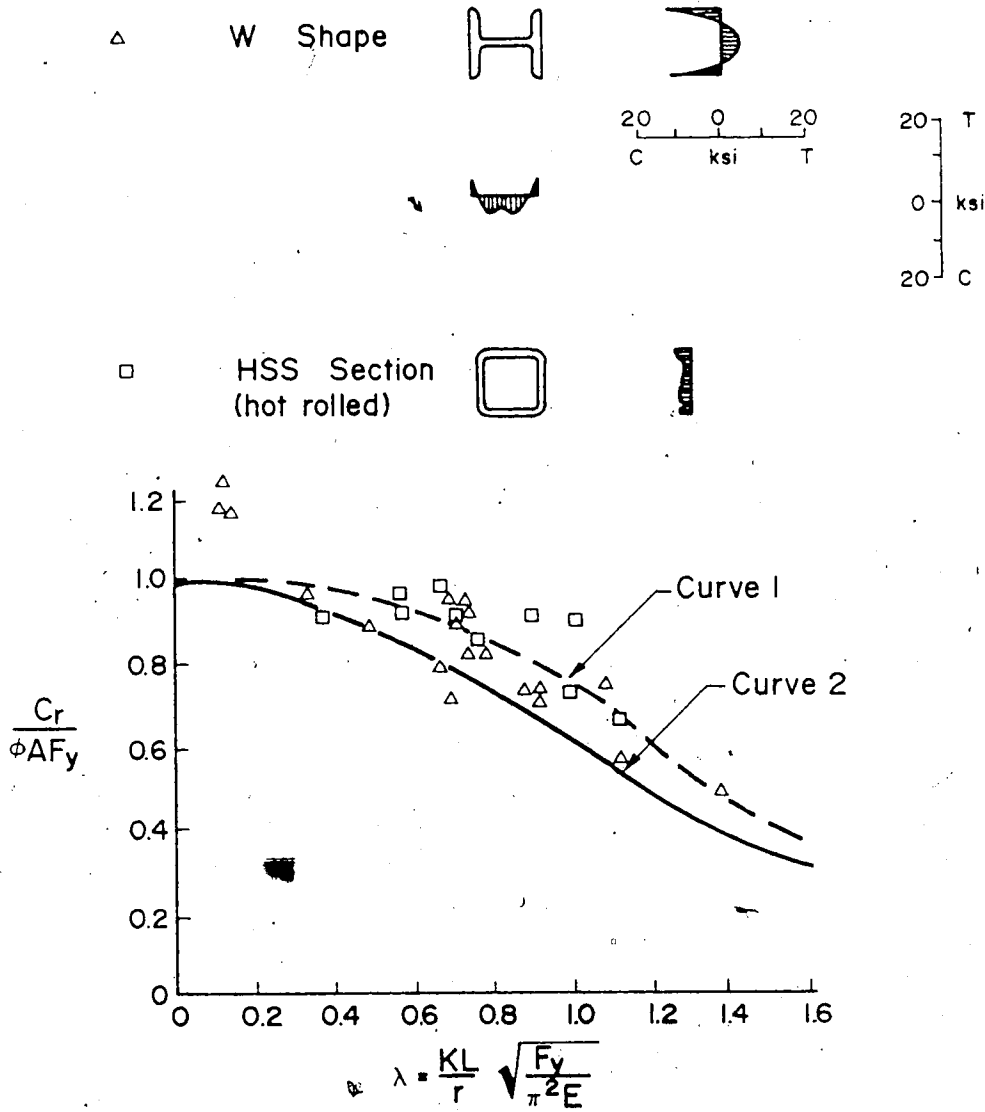 W Shape
20 0 20
C ksi T
20 T
0 ksi
20 C
HSS Section
(hot rolled)
1.2
1.0
0.8
0.6
0.4
0.2
0
Cr
ϕAFy
Curve 1
Curve 2
0 0.2 0.4 0.6 0.8 1.0 1.2 1.4 1.6
λ = KL/r √Fy/π²E